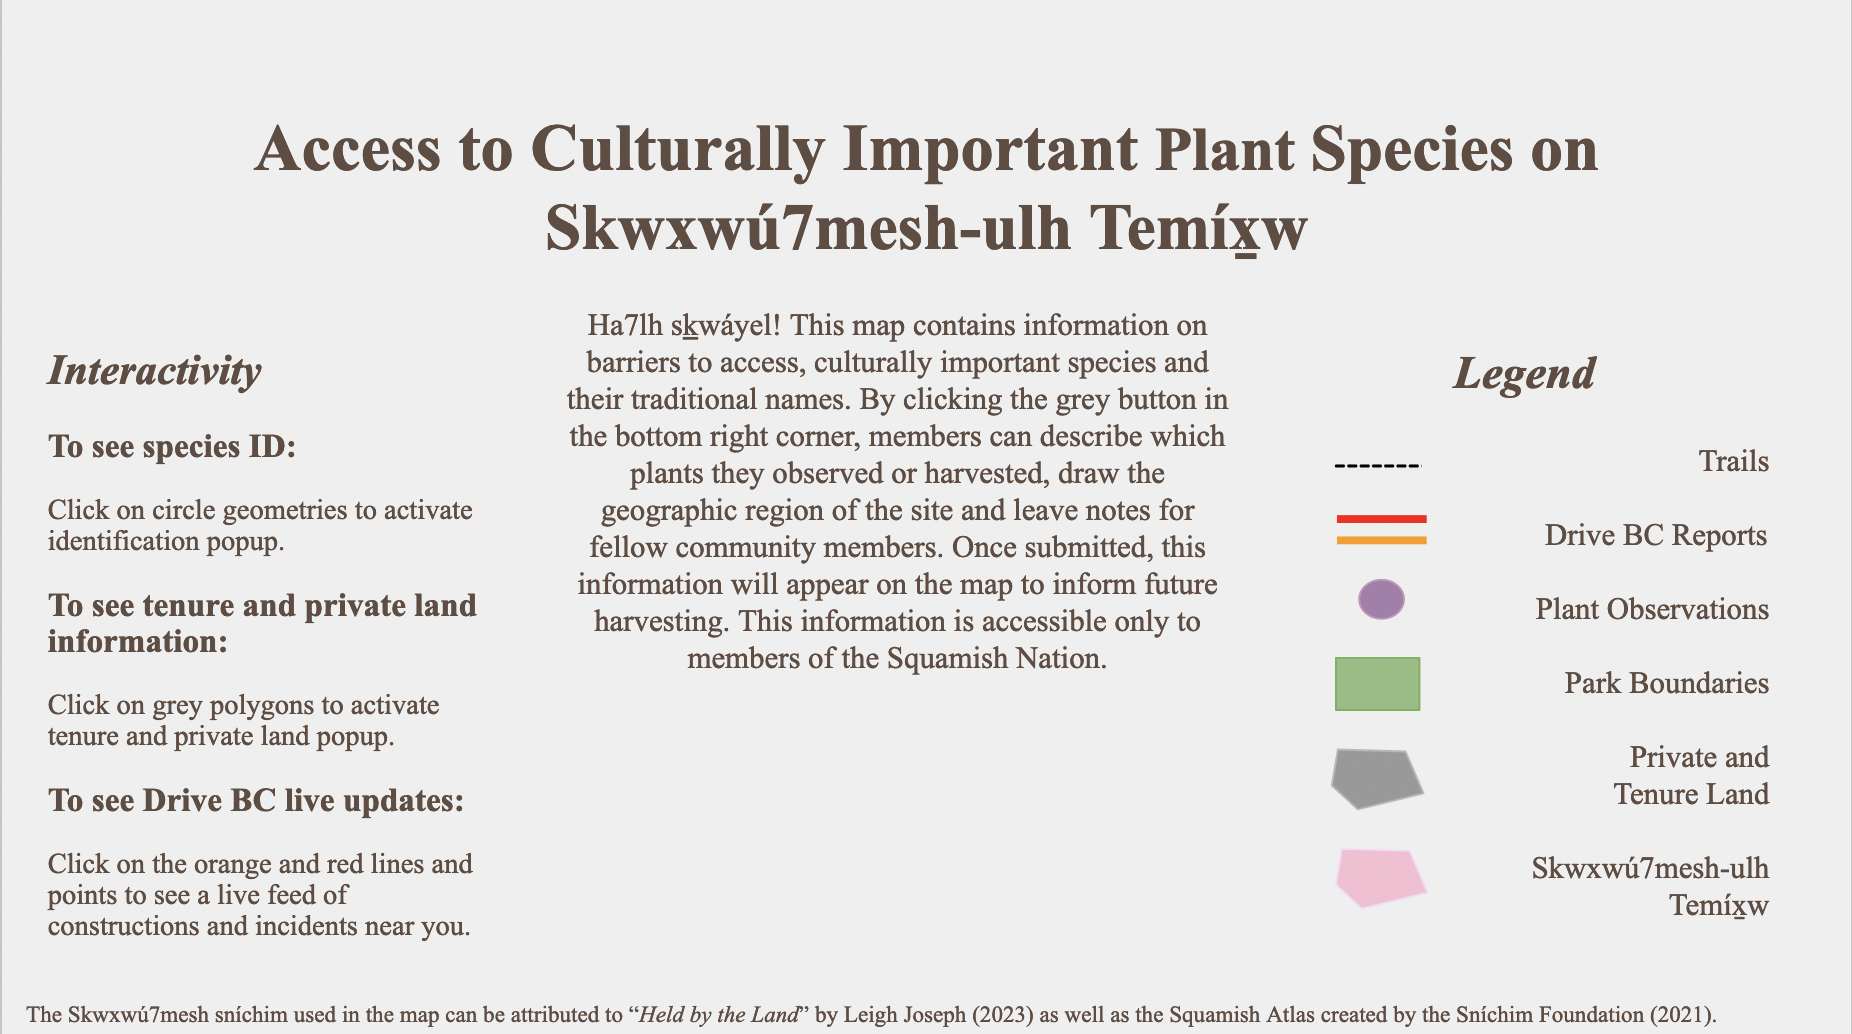 Access to Culturally Important Plant Species on
Skwxwú7mesh-ulh Temíx̱w
Interactivity
To see species ID:
Click on circle geometries to activate
identification popup.
To see tenure and private land
information:
Click on grey polygons to activate
tenure and private land popup.
To see Drive BC live updates:
Click on the orange and red lines and
points to see a live feed of
constructions and incidents near you.
Ha7lh sḵwáyel! This map contains information on
barriers to access, culturally important species and
their traditional names. By clicking the grey button in
the bottom right corner, members can describe which
plants they observed or harvested, draw the
geographic region of the site and leave notes for
fellow community members. Once submitted, this
information will appear on the map to inform future
harvesting. This information is accessible only to
members of the Squamish Nation.
Legend
Trails
Drive BC Reports
Plant Observations
Park Boundaries
Private and
Tenure Land
Skwxwú7mesh-ulh
Temíx̱w
The Skwxwú7mesh sníchim used in the map can be attributed to “Held by the Land” by Leigh Joseph (2023) as well as the Squamish Atlas created by the Sníchim Foundation (2021).